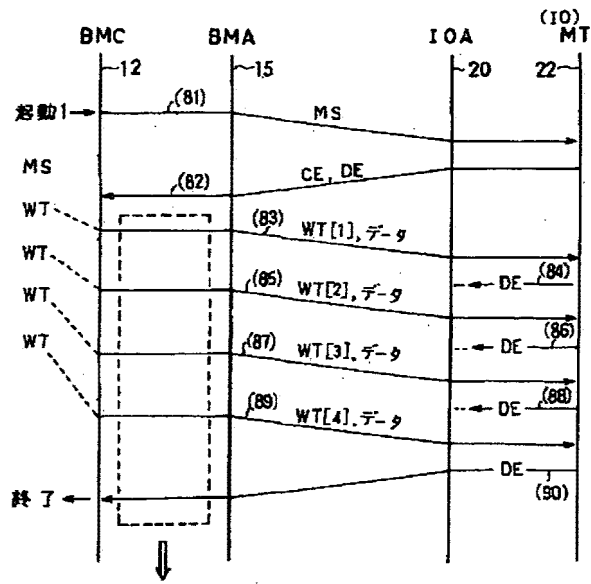 (IO)
BMC BMA IOA MT
~12 ~15 ~20 22~
起動1 (81) MS
MS (82) CE, DE
WT (83) WT[1], データ
(84) DE
WT (85) WT[2], データ
(86) DE
WT (87) WT[3], データ
(88) DE
WT (89) WT[4], データ
DE
(90)
終了